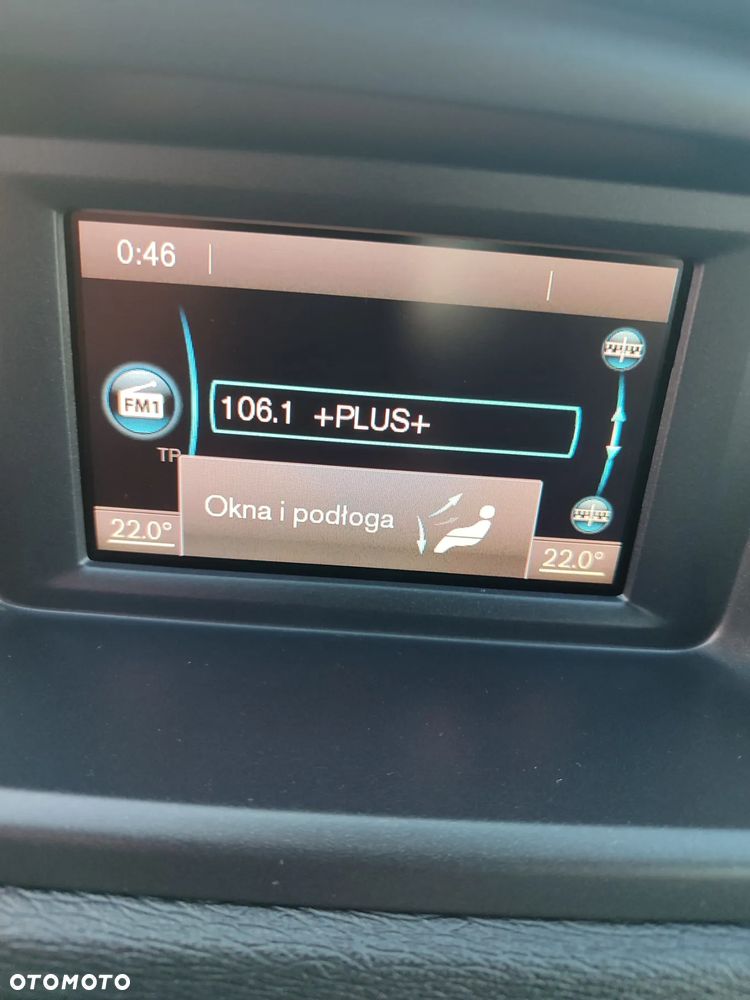 0:46
FM1
106.1 +PLUS+
TP
Okna i podłoga
22.0°
22.0°
OTOMOTO